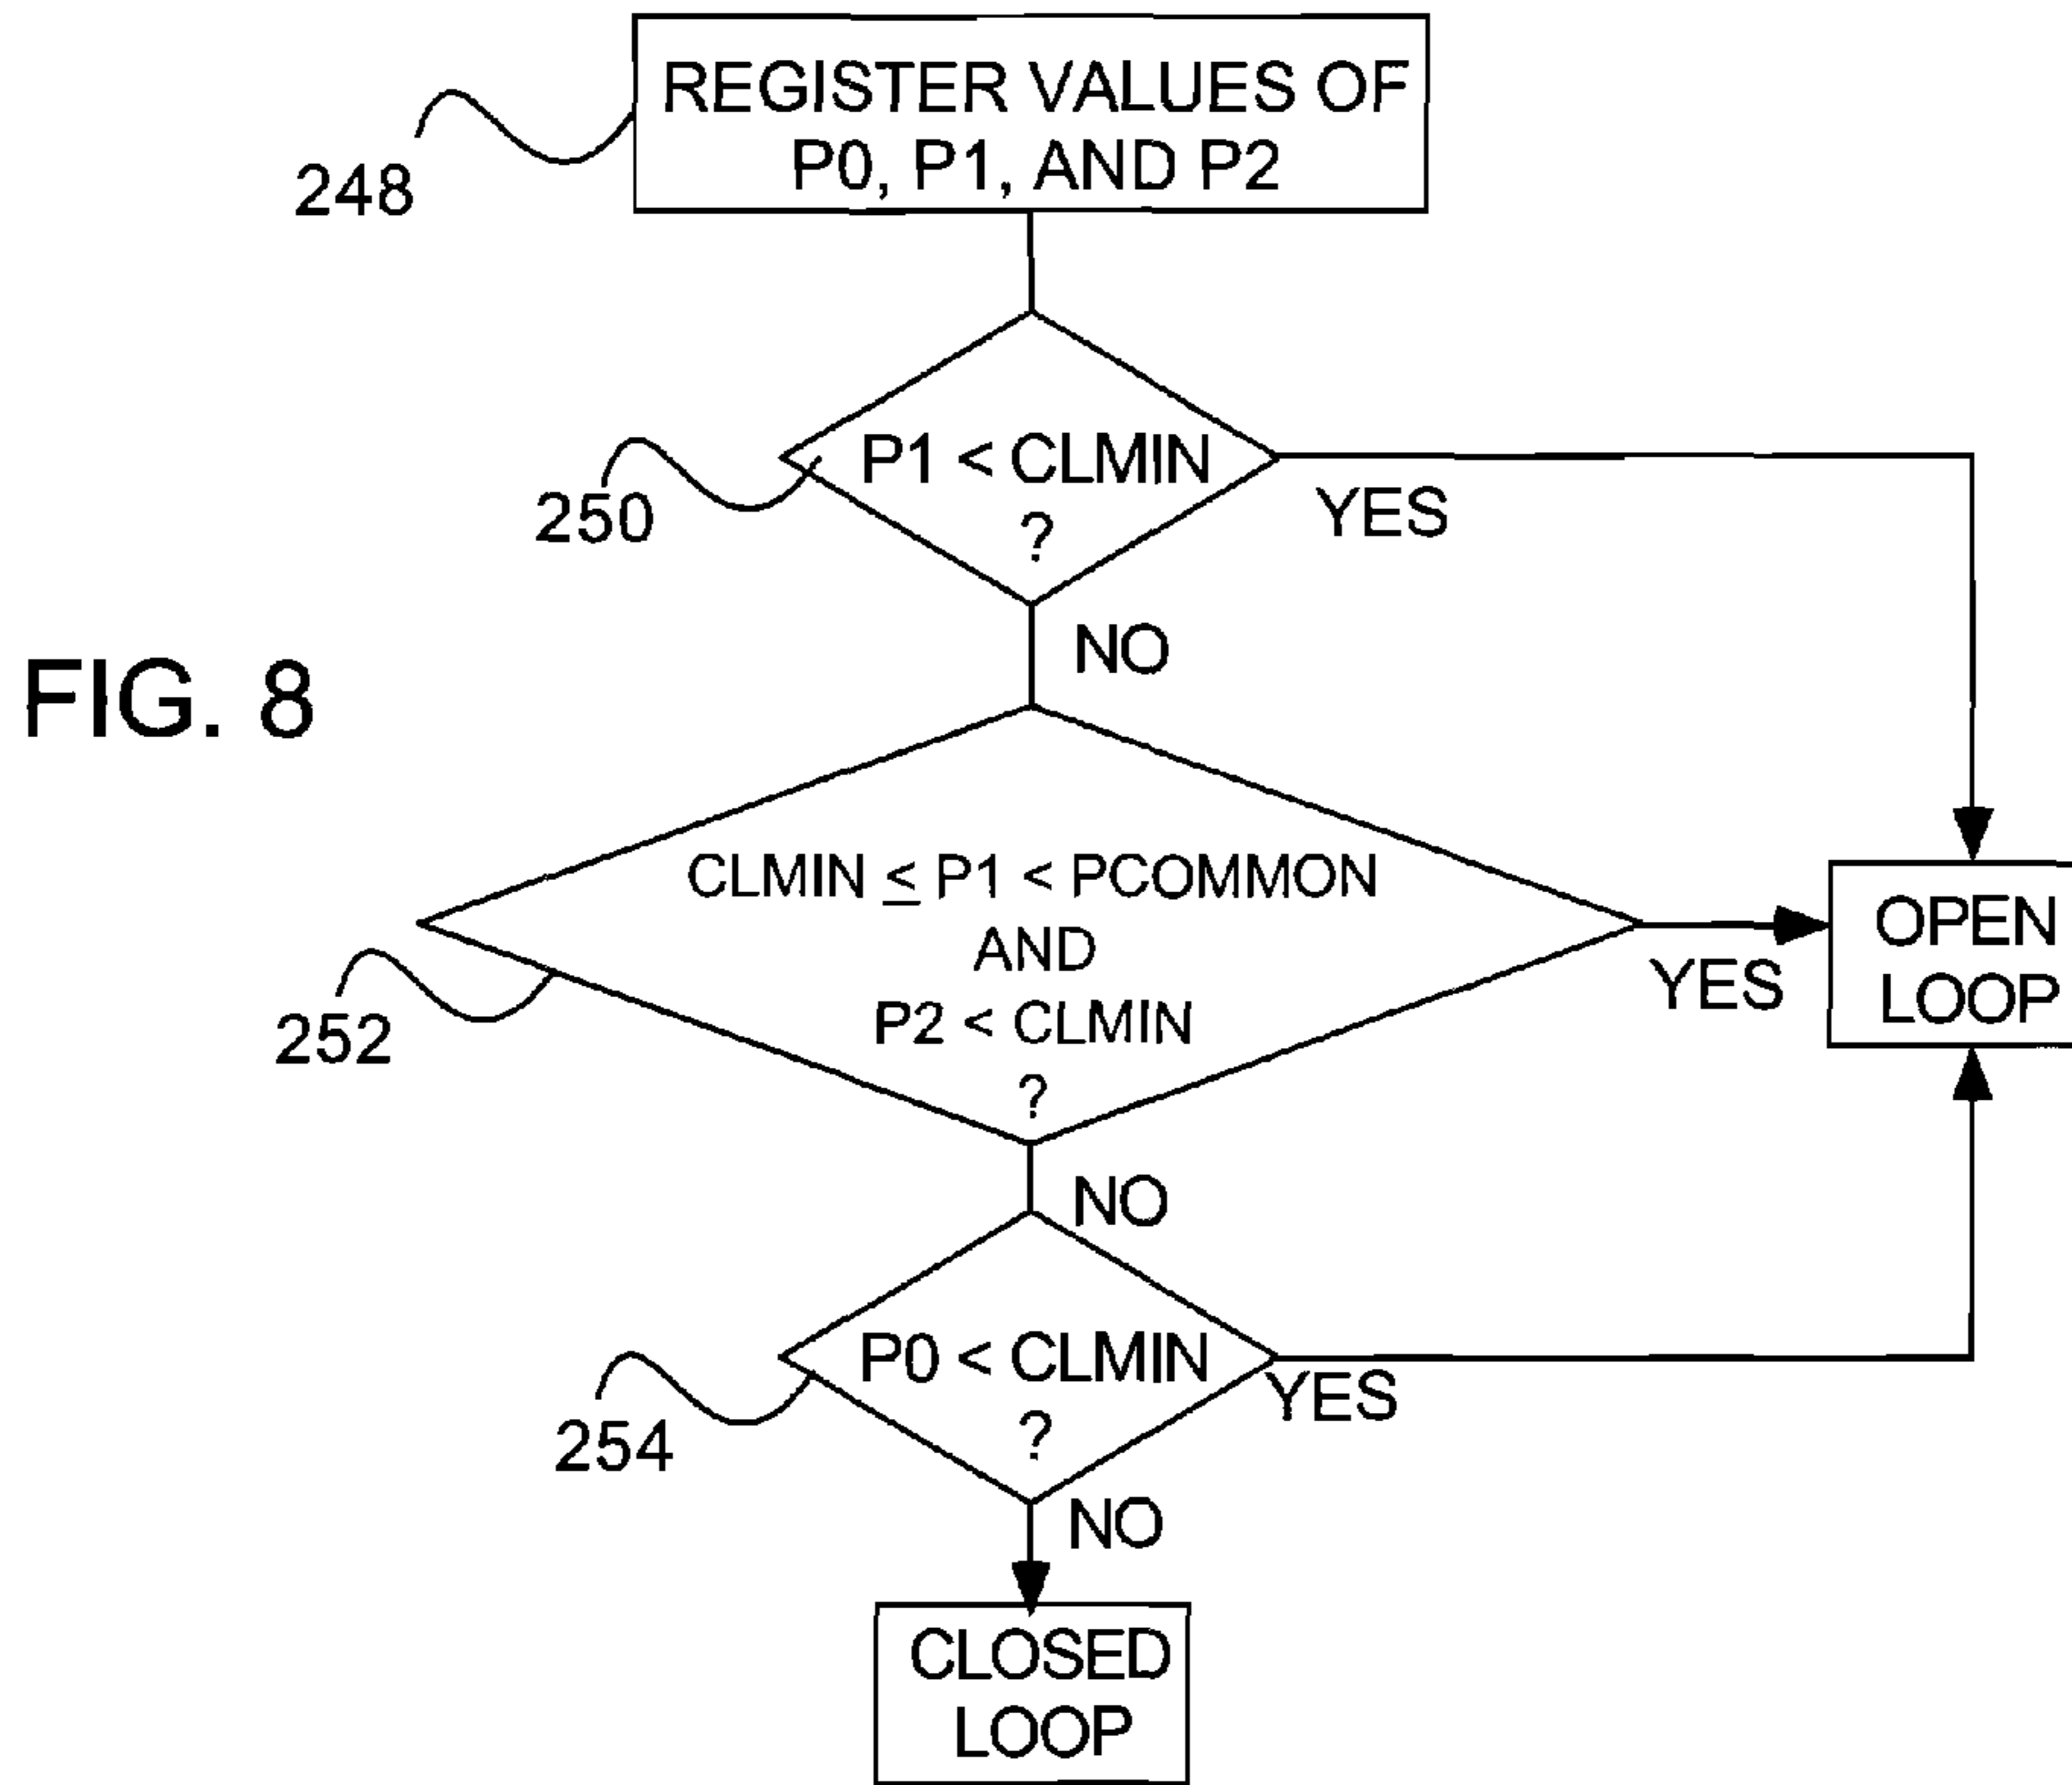 REGISTER VALUES OF
P0, P1, AND P2
248
P1 < CLMIN
?
250
YES
NO
FIG. 8
CLMIN ≤ P1 < PCOMMON
AND
P2 < CLMIN
?
252
YES
OPEN
LOOP
NO
P0 < CLMIN
?
254
YES
NO
CLOSED
LOOP